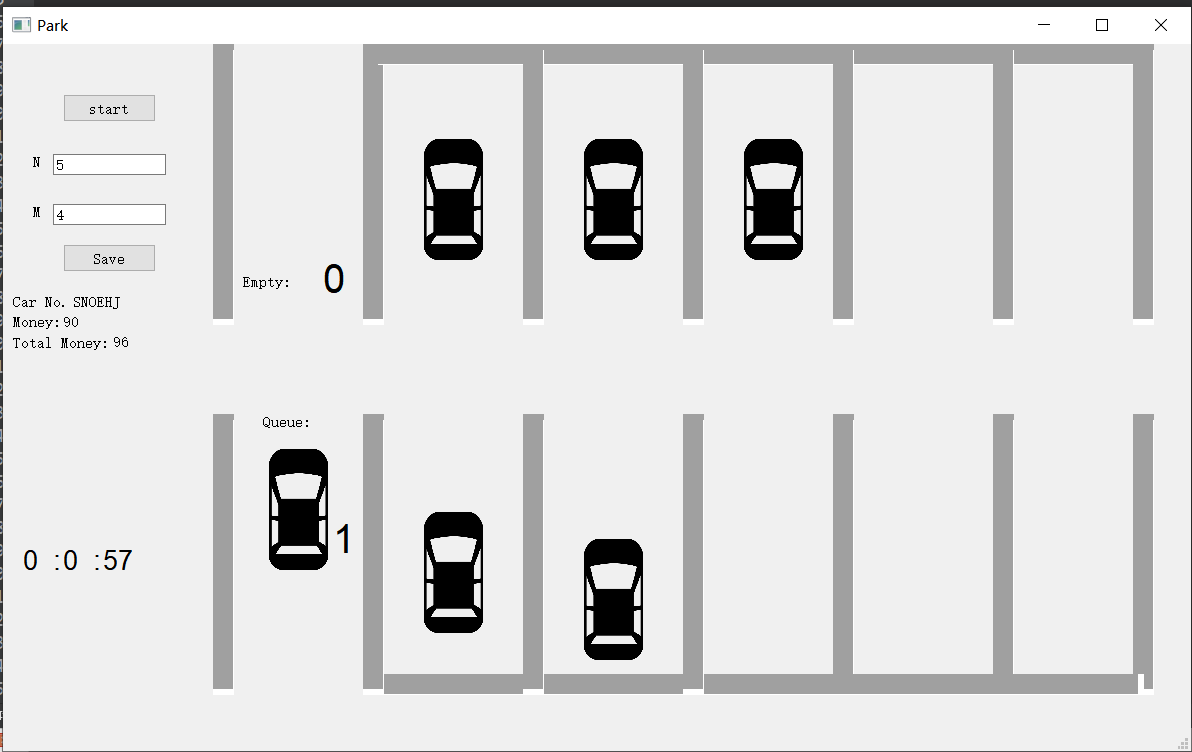 Park
start
N 5
M 4
Save
Car No. SNOEHJ
Money:90
Total Money: 96
Empty: 0
Queue:
1
0 :0 :57